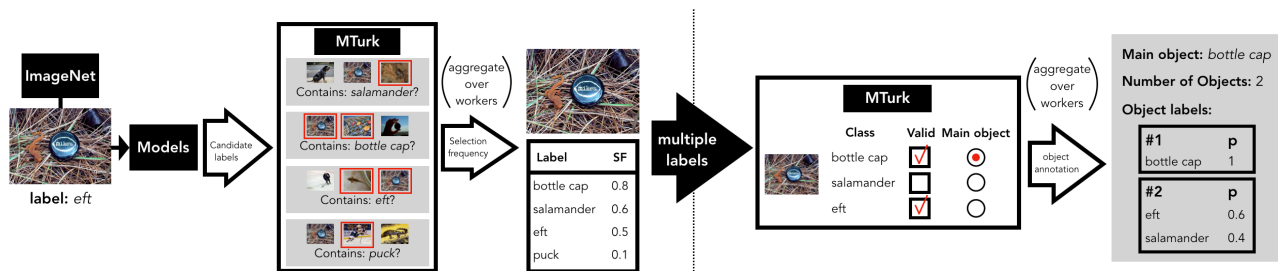 ImageNet
label: eft
Models
Candidate
labels
MTurk
Contains: salamander?
Contains: bottle cap?
Contains: eft?
Contains: puck?
(aggregate
over
workers)
Selection
frequency
Label SF
bottle cap 0.8
salamander 0.6
eft 0.5
puck 0.1
multiple
labels
MTurk
Class Valid Main object
bottle cap
salamander
eft
(aggregate
over
workers)
object
annotation
Main object: bottle cap
Number of Objects: 2
Object labels:
#1 p
bottle cap 1
#2 p
eft 0.6
salamander 0.4